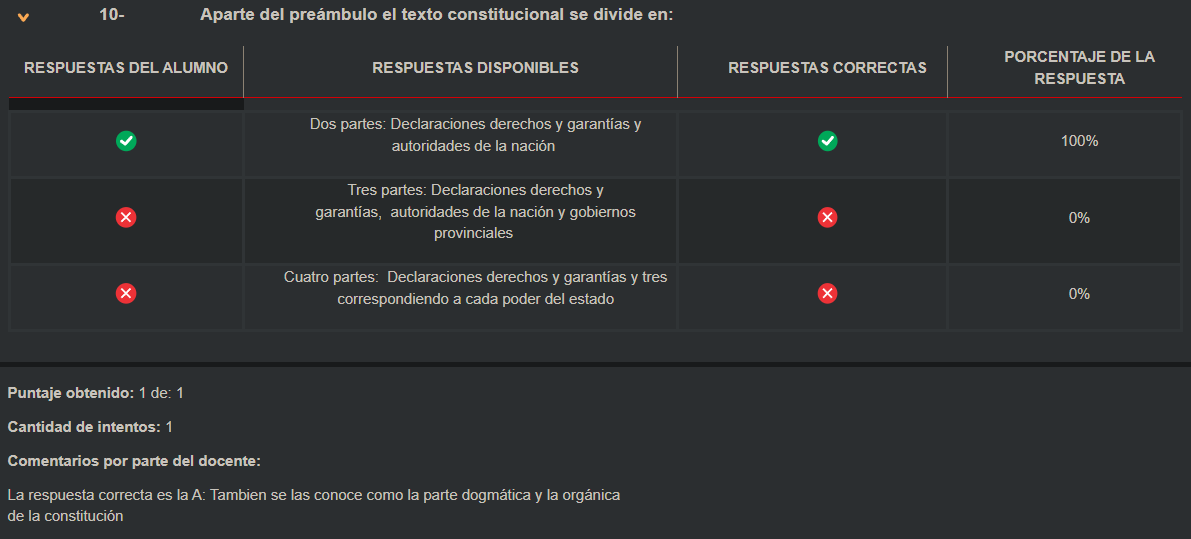 10- Aparte del preámbulo el texto constitucional se divide en:
RESPUESTAS DEL ALUMNO
RESPUESTAS DISPONIBLES
RESPUESTAS CORRECTAS
PORCENTAJE DE LA
RESPUESTA
Dos partes: Declaraciones derechos y garantías y
autoridades de la nación
100%
Tres partes: Declaraciones derechos y
garantías, autoridades de la nación y gobiernos
provinciales
0%
Cuatro partes: Declaraciones derechos y garantías y tres
correspondiendo a cada poder del estado
0%
Puntaje obtenido: 1 de: 1
Cantidad de intentos: 1
Comentarios por parte del docente:
La respuesta correcta es la A: Tambien se las conoce como la parte dogmática y la orgánica
de la constitución